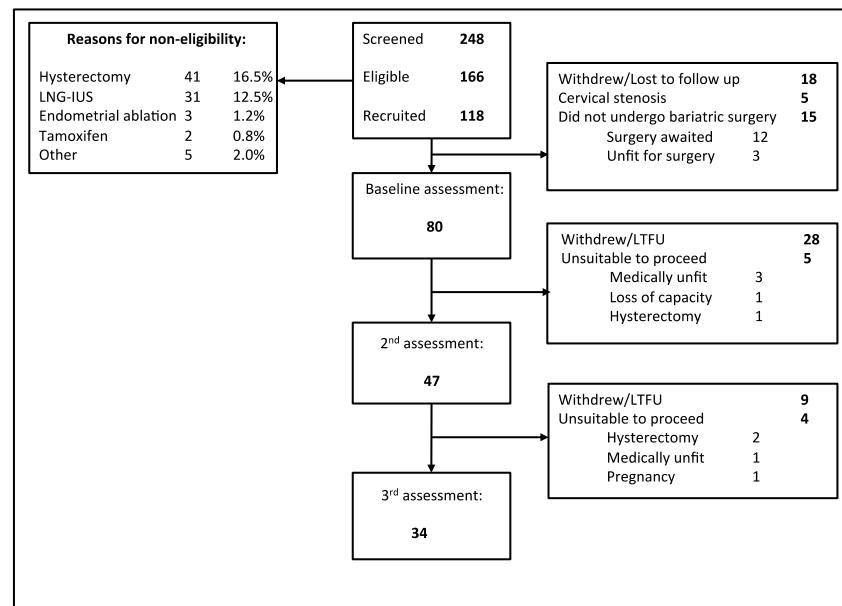 Reasons for non-eligibility:
Hysterectomy 41 16.5%
LNG-IUS 31 12.5%
Endometrial ablation 3 1.2%
Tamoxifen 2 0.8%
Other 5 2.0%
Screened 248
Eligible 166
Recruited 118
Withdrew/Lost to follow up 18
Cervical stenosis 5
Did not undergo bariatric surgery 15
Surgery awaited 12
Unfit for surgery 3
Baseline assessment:
80
Withdrew/LTFU 28
Unsuitable to proceed 5
Medically unfit 3
Loss of capacity 1
Hysterectomy 1
2nd assessment:
47
Withdrew/LTFU 9
Unsuitable to proceed 4
Hysterectomy 2
Medically unfit 1
Pregnancy 1
3rd assessment:
34